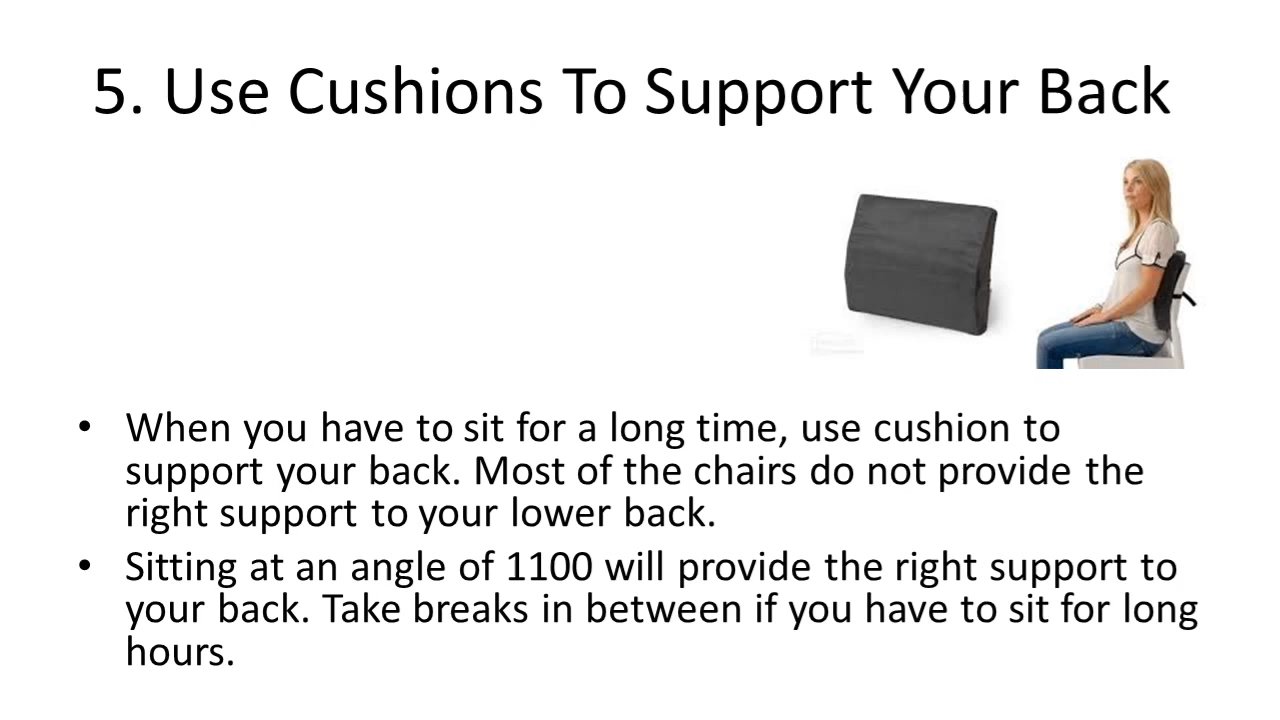 5. Use Cushions To Support Your Back
• When you have to sit for a long time, use cushion to
support your back. Most of the chairs do not provide the
right support to your lower back.
• Sitting at an angle of 1100 will provide the right support to
your back. Take breaks in between if you have to sit for long
hours.